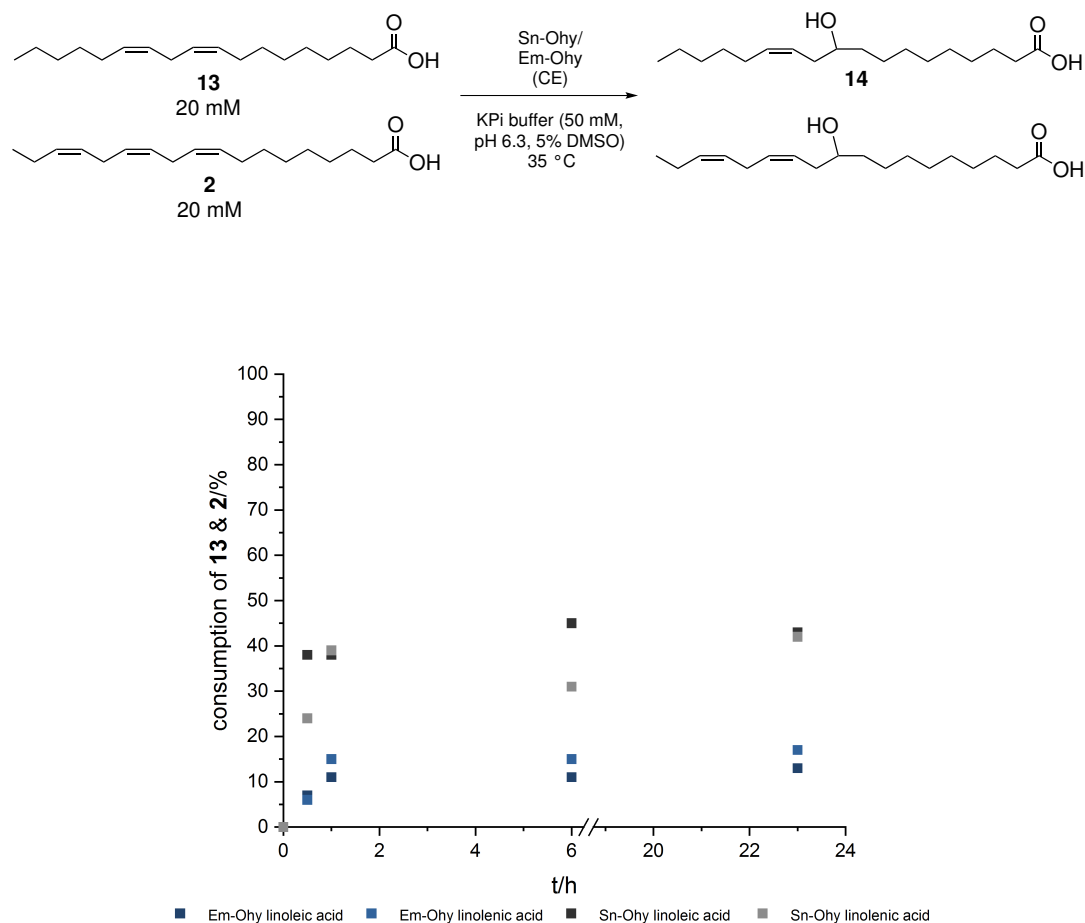 O
OH
13
20 mM
O
OH
2
20 mM
Sn-Ohy/
Em-Ohy
(CE)
KPi buffer (50 mM,
pH 6.3, 5% DMSO)
35 °C
HO
O
OH
14
HO
O
OH
consumption of 13 & 2/%
100
90
80
70
60
50
40
30
20
10
0
0 2 4 6 20 22 24
t/h
Em-Ohy linoleic acid Em-Ohy linolenic acid Sn-Ohy linoleic acid Sn-Ohy linolenic acid